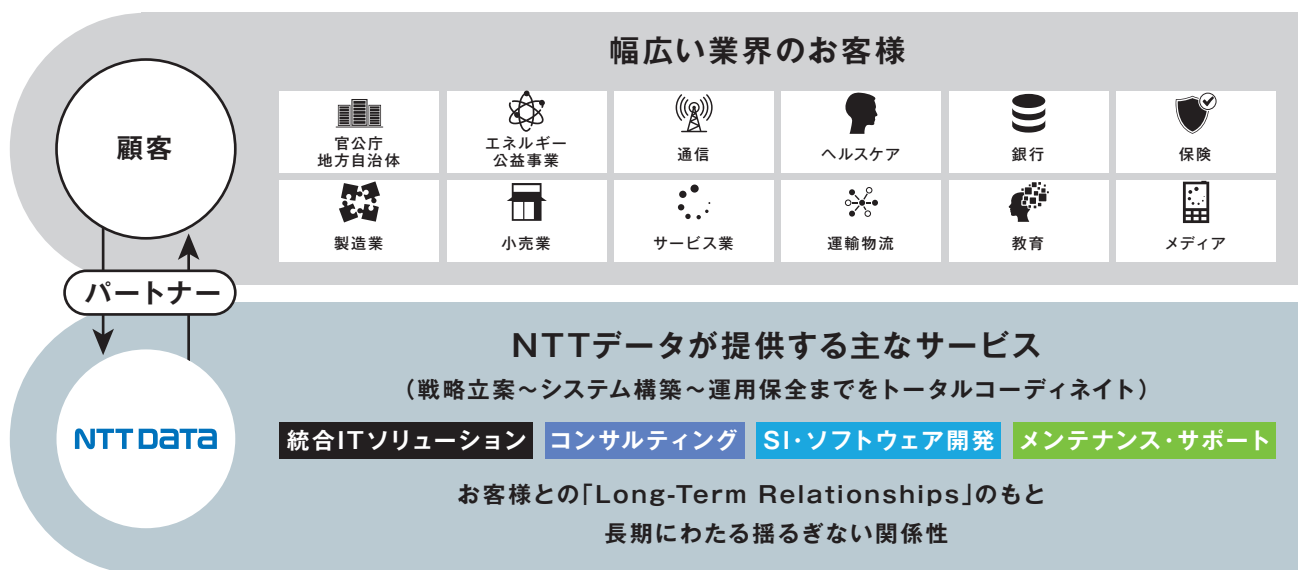 幅広い業界のお客様
顧客
官公庁
地方自治体
エネルギー
公益事業
通信
ヘルスケア
銀行
保険
製造業
小売業
サービス業
運輸物流
教育
メディア
パートナー
NTTデータが提供する主なサービス
（戦略立案～システム構築～運用保全までをトータルコーディネイト）
NTT DATA
統合ITソリューション
コンサルティング
SI・ソフトウェア開発
メンテナンス・サポート
お客様との「Long-Term Relationships」のもと
長期にわたる揺るぎない関係性